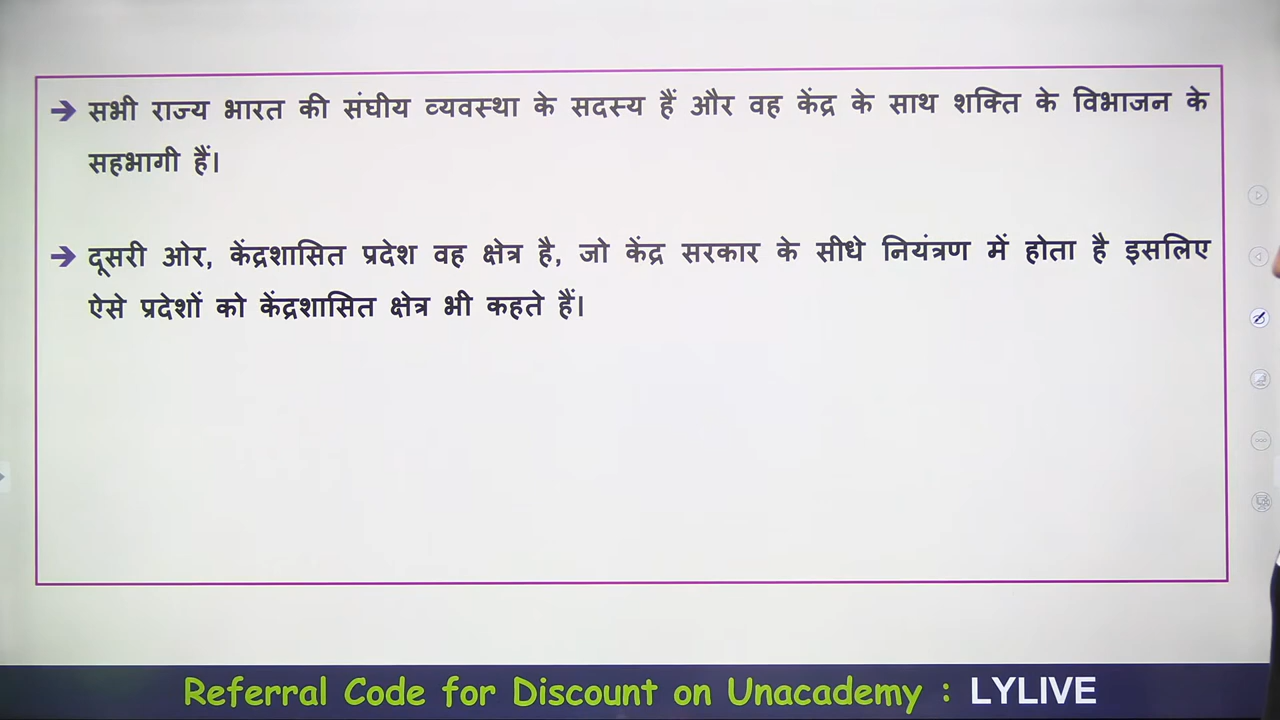 → सभी राज्य भारत की संघीय व्यवस्था के सदस्य हैं और वह केंद्र के साथ शक्ति के विभाजन के
सहभागी हैं।
→ दूसरी ओर, केंद्रशासित प्रदेश वह क्षेत्र है, जो केंद्र सरकार के सीधे नियंत्रण में होता है इसलिए
ऐसे प्रदेशों को केंद्रशासित क्षेत्र भी कहते हैं।
Referral Code for Discount on Unacademy : LYLIVE